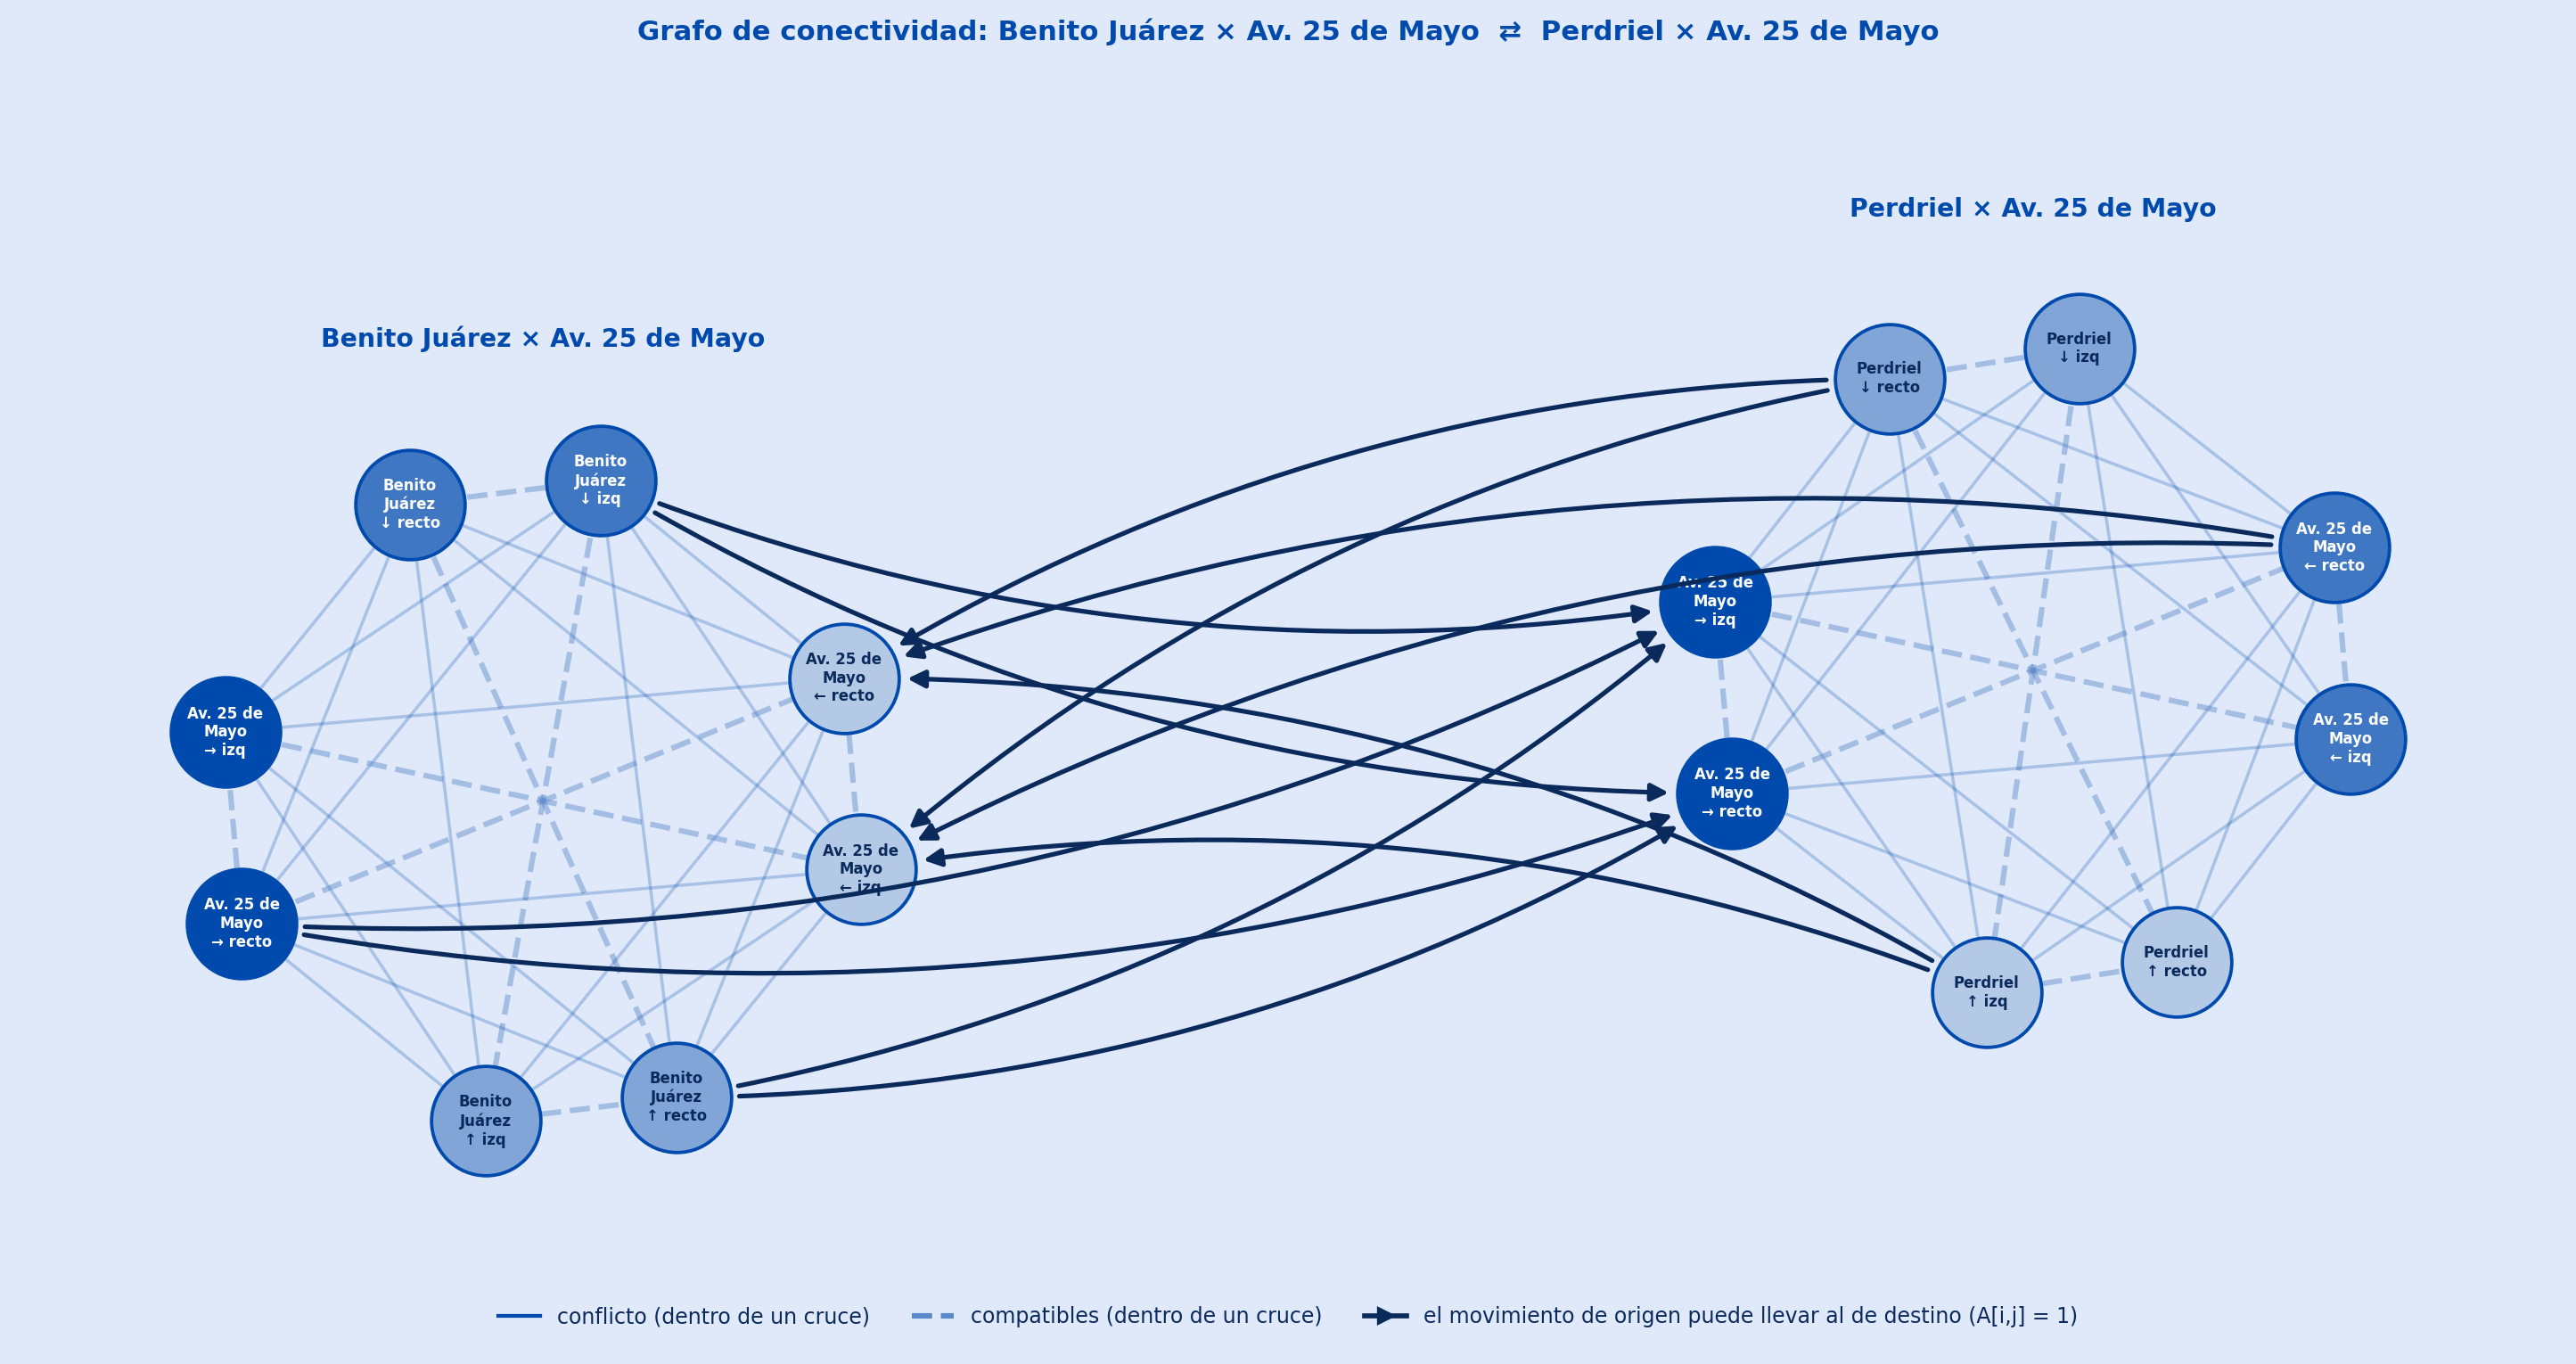 Grafo de conectividad: Benito Juárez × Av. 25 de Mayo ⇄ Perdriel × Av. 25 de Mayo
Benito Juárez × Av. 25 de Mayo
Benito
Juárez
↓ recto
Benito
Juárez
↓ izq
Av. 25 de
Mayo
← recto
Av. 25 de
Mayo
→ izq
Av. 25 de
Mayo
← izq
Av. 25 de
Mayo
→ recto
Benito
Juárez
↑ izq
Benito
Juárez
↑ recto
Perdriel × Av. 25 de Mayo
Perdriel
↓ recto
Perdriel
↓ izq
Av. 25 de
Mayo
← recto
Av. 25 de
Mayo
→ izq
Av. 25 de
Mayo
← izq
Av. 25 de
Mayo
→ recto
Perdriel
↑ izq
Perdriel
↑ recto
conflicto (dentro de un cruce)
compatibles (dentro de un cruce)
el movimiento de origen puede llevar al de destino (A[i,j] = 1)